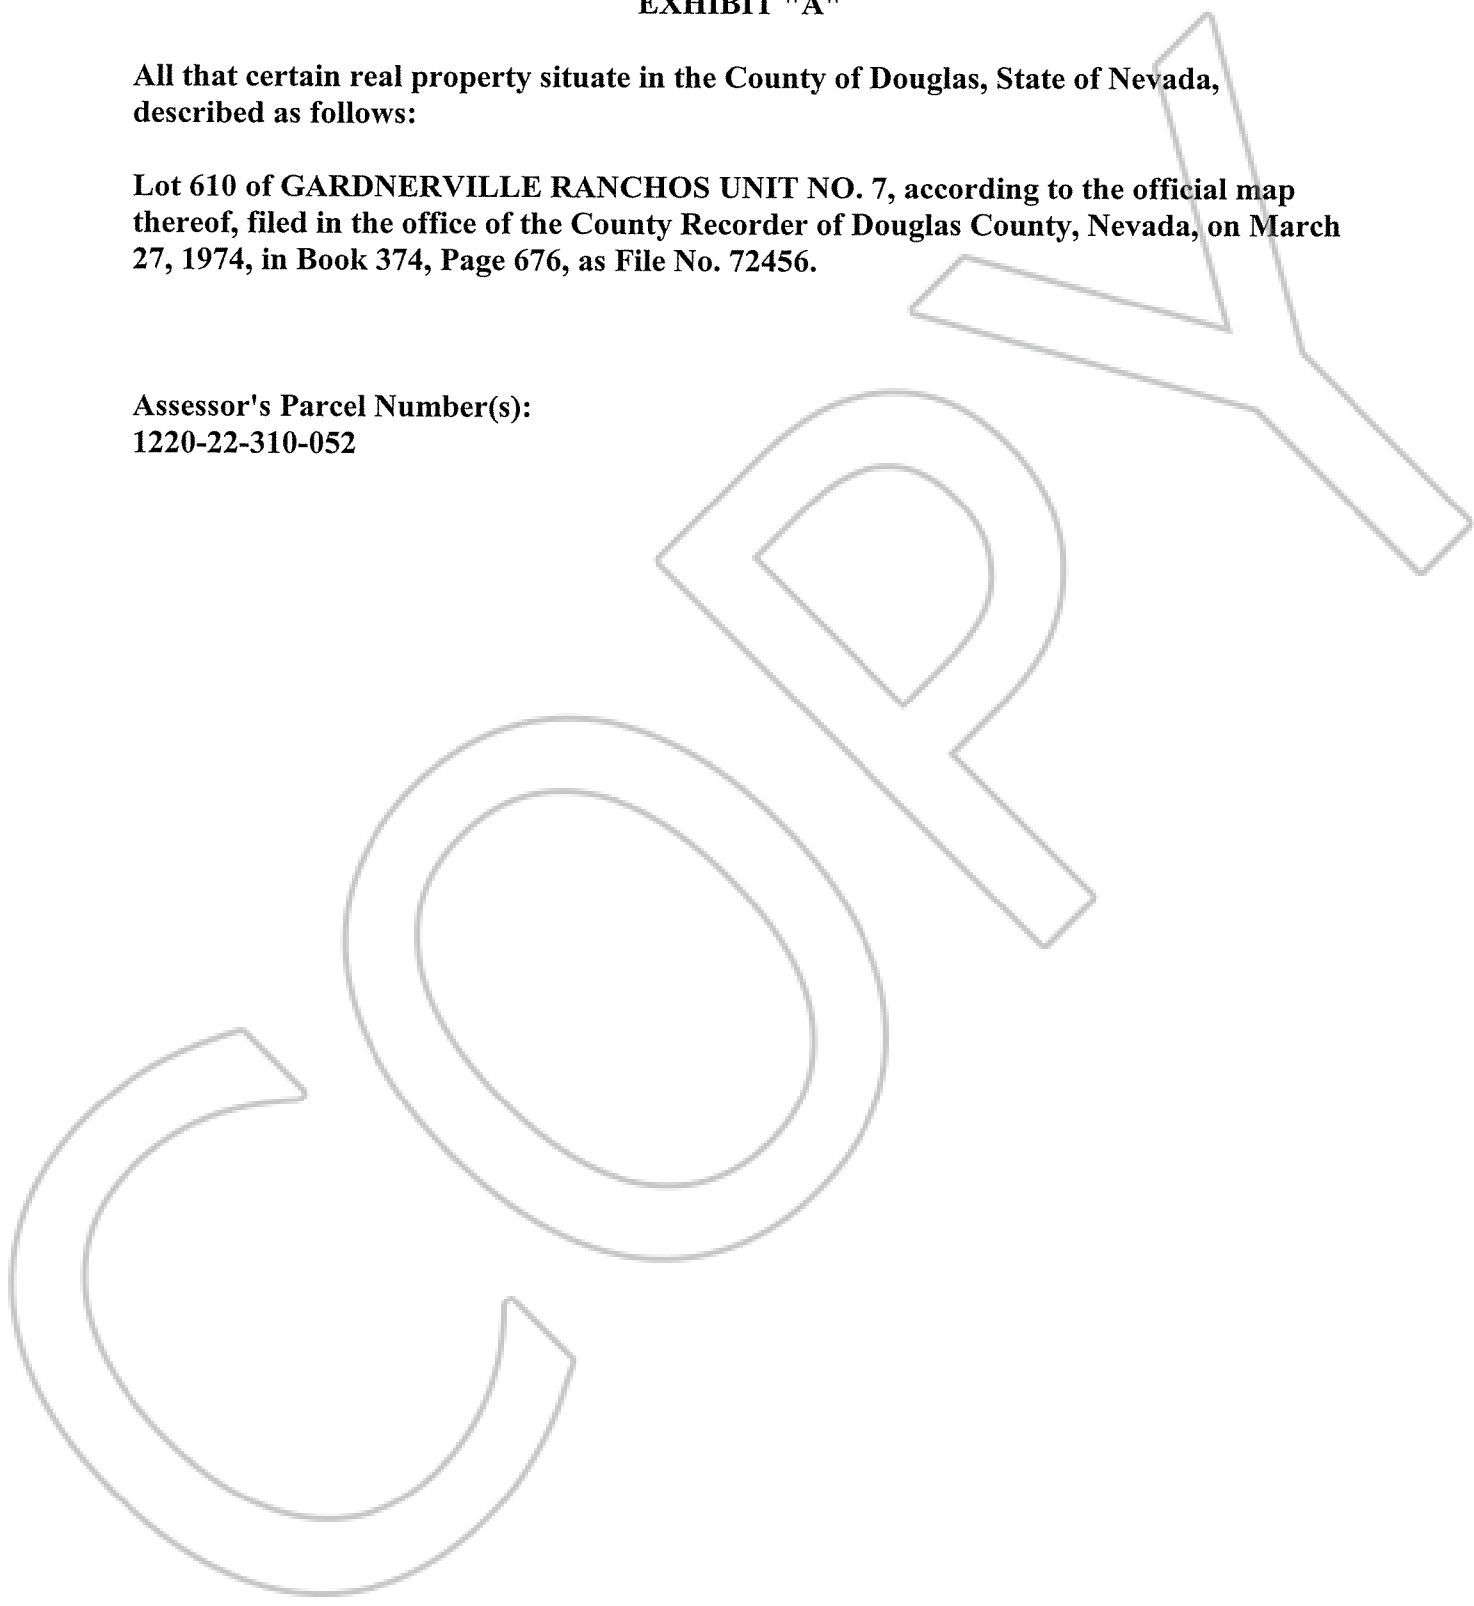 EXHIBIT "A"
All that certain real property situate in the County of Douglas, State of Nevada,
described as follows:
Lot 610 of GARDNERVILLE RANCHOS UNIT NO. 7, according to the official map
thereof, filed in the office of the County Recorder of Douglas County, Nevada, on March
27, 1974, in Book 374, Page 676, as File No. 72456.
Assessor's Parcel Number(s):
1220-22-310-052
COPY